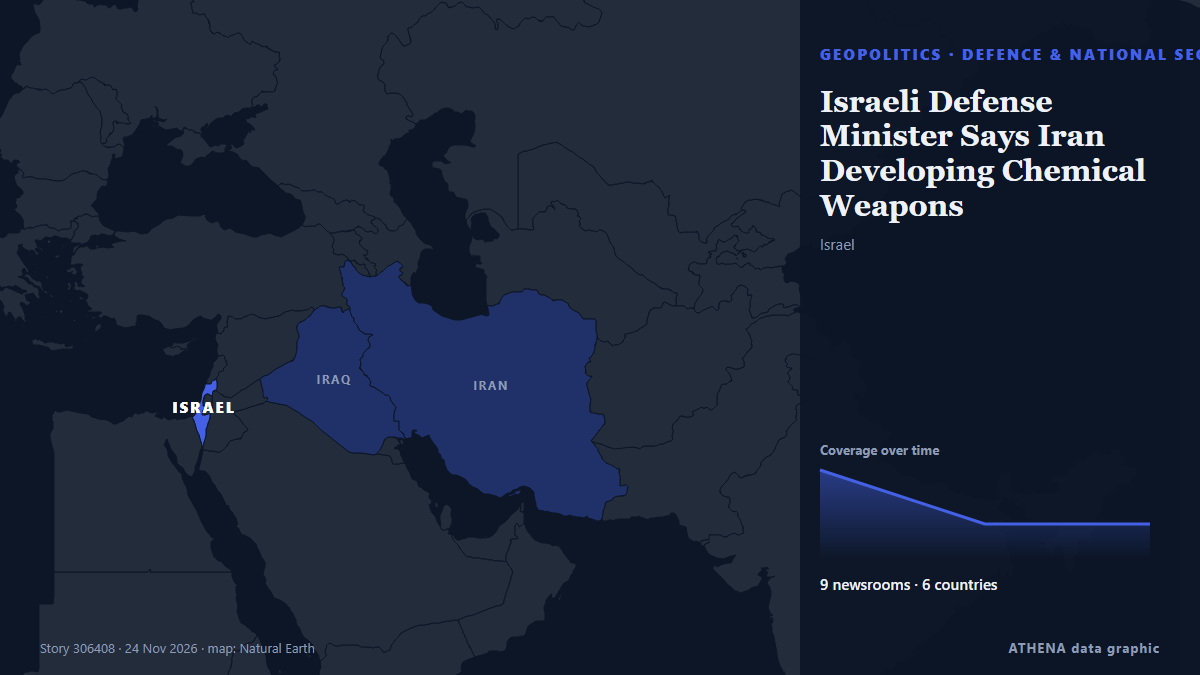 GEOPOLITICS · DEFENCE & NATIONAL SEC
Israeli Defense
Minister Says Iran
Developing Chemical
Weapons
Israel
IRAQ
IRAN
ISRAEL
Coverage over time
9 newsrooms · 6 countries
Story 306408 · 24 Nov 2026 · map: Natural Earth
ATHENA data graphic